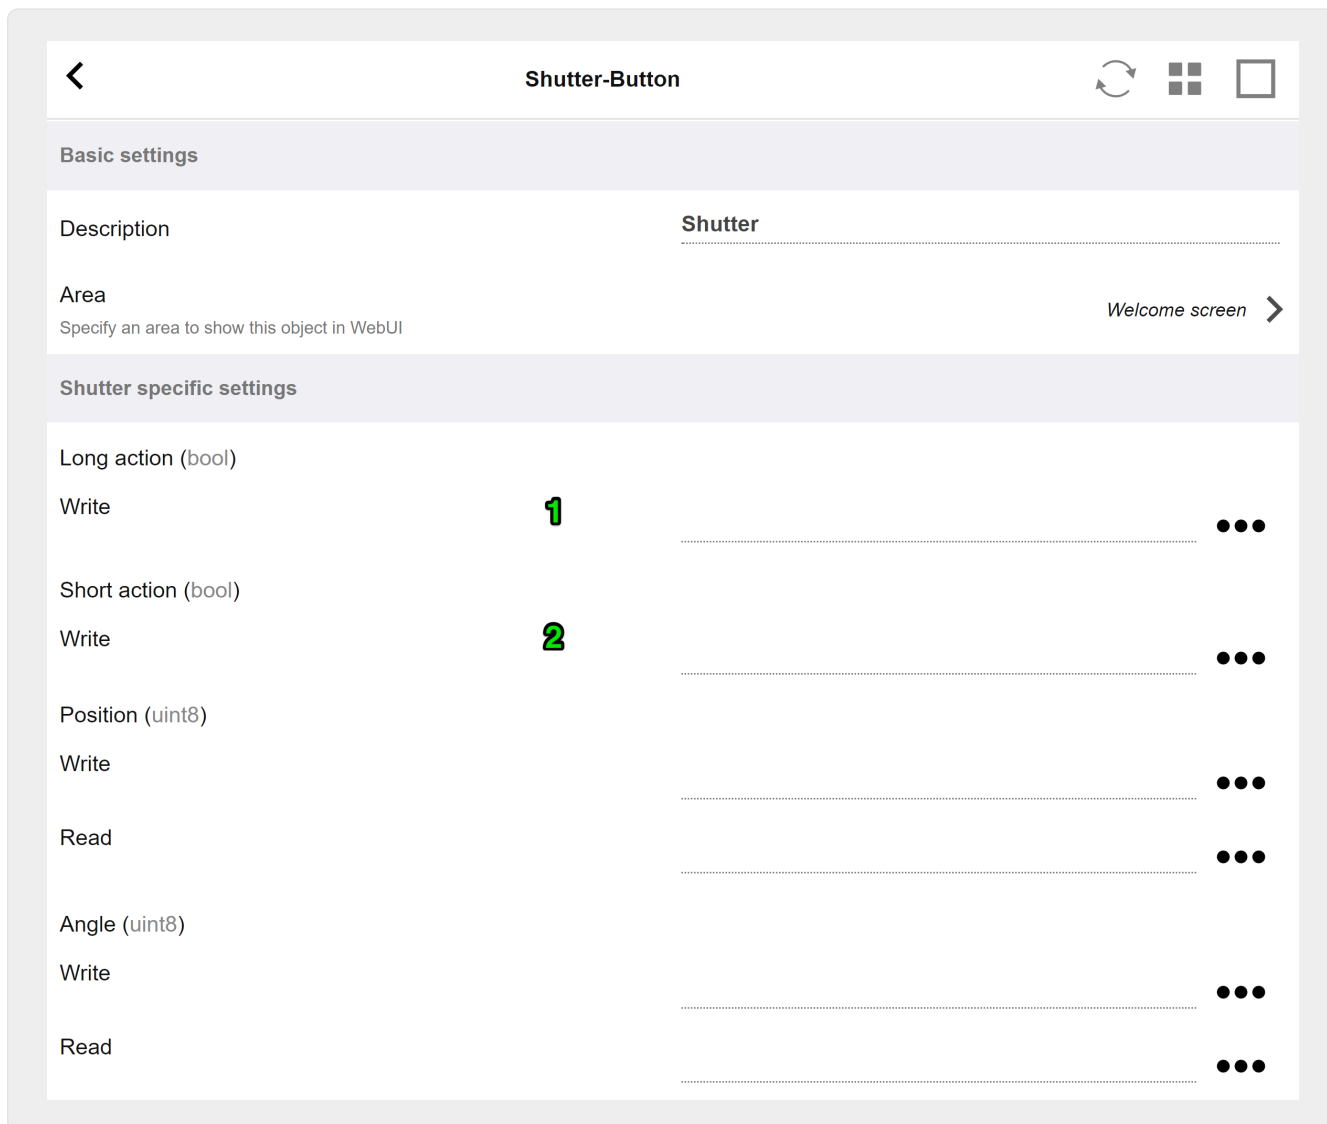 Shutter-Button
Basic settings
Description
Shutter
Area
Specify an area to show this object in WebUI
Welcome screen
Shutter specific settings
Long action (bool)
Write
1
Short action (bool)
Write
2
Position (uint8)
Write
Read
Angle (uint8)
Write
Read